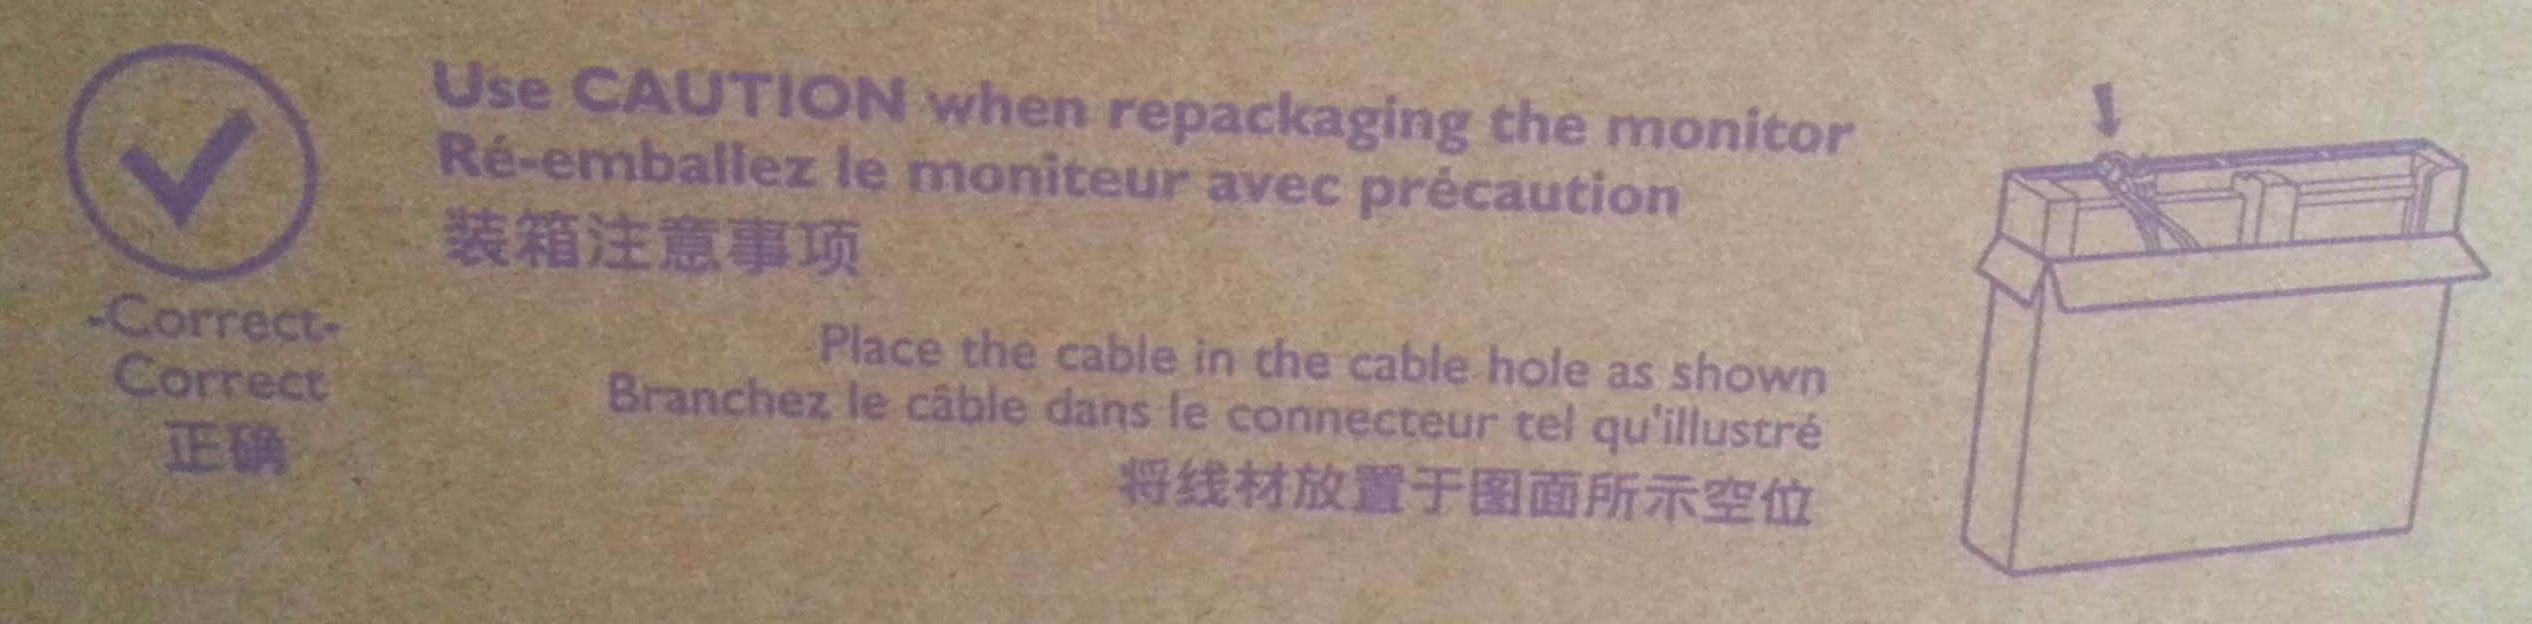 Use CAUTION when repackaging the monitor
Ré-emballez le moniteur avec précaution
装箱注意事项
-Correct-
Correct
正确
Place the cable in the cable hole as shown
Branchez le câble dans le connecteur tel qu'illustré
将线材放置于图面所示空位